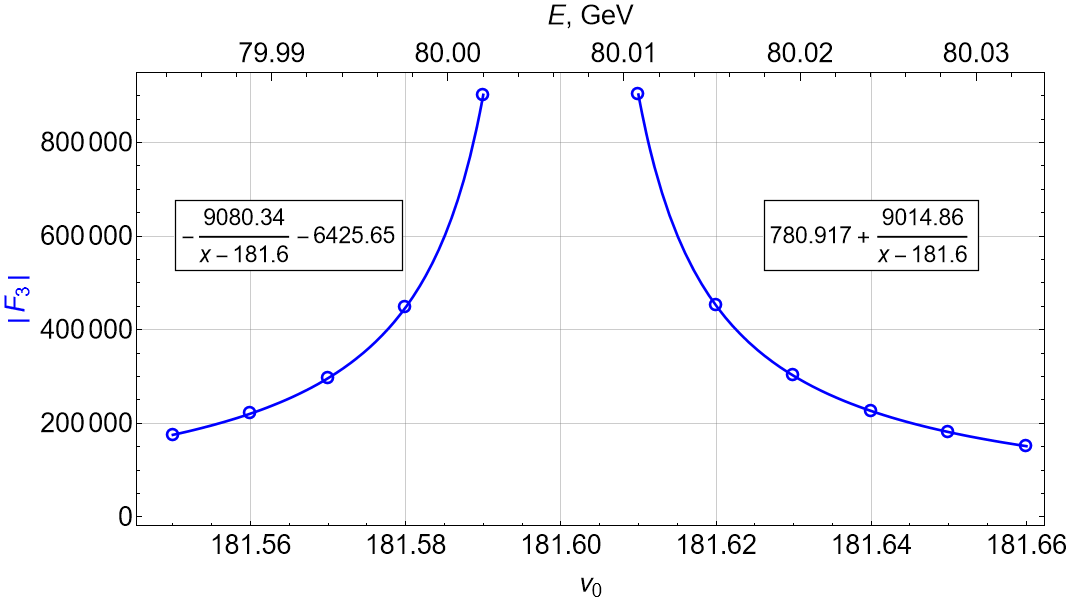 E, GeV
79.99 80.00 80.01 80.02 80.03
|F₃|
800 000
600 000
400 000
200 000
0
− 9080.34 / x − 181.6 − 6425.65
780.917 + 9014.86 / x − 181.6
181.56 181.58 181.60 181.62 181.64 181.66
ν₀